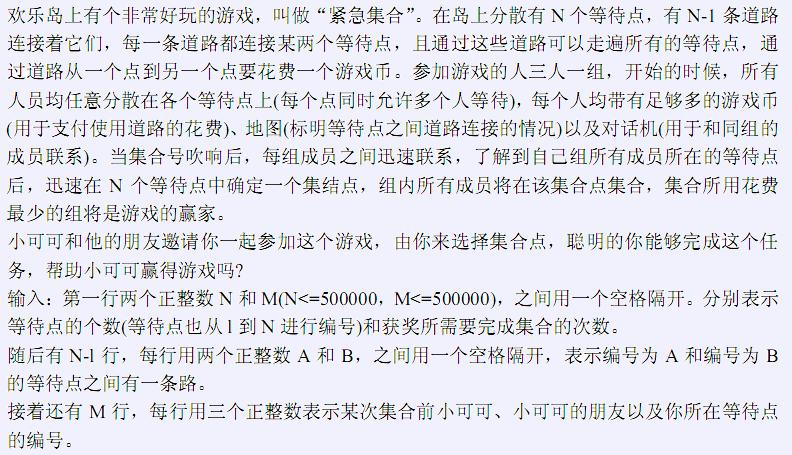 欢乐岛上有个非常好玩的游戏，叫做“紧急集合”。在岛上分散有 N 个等待点，有 N-1 条道路
连接着它们，每一条道路都连接某两个等待点，且通过这些道路可以走遍所有的等待点，通
过道路从一个点到另一个点要花费一个游戏币。参加游戏的人三人一组，开始的时候，所有
人员均任意分散在各个等待点上(每个点同时允许多个人等待)，每个人均带有足够多的游戏币
(用于支付使用道路的花费)、地图(标明等待点之间道路连接的情况)以及对话机(用于和同组的
成员联系)。当集合号吹响后，每组成员之间迅速联系，了解到自己组所有成员所在的等待点
后，迅速在 N 个等待点中确定一个集结点，组内所有成员将在该集合点集合，集合所用花费
最少的组将是游戏的赢家。
小可可和他的朋友邀请你一起参加这个游戏，由你来选择集合点，聪明的你能够完成这个任
务，帮助小可可赢得游戏吗?
输入：第一行两个正整数 N 和 M(N<=500000，M<=500000)，之间用一个空格隔开。分别表示
等待点的个数(等待点也从 l 到 N 进行编号)和获奖所需要完成集合的次数。
随后有 N-l 行，每行用两个正整数 A 和 B，之间用一个空格隔开，表示编号为 A 和编号为 B
的等待点之间有一条路。
接着还有 M 行，每行用三个正整数表示某次集合前小可可、小可可的朋友以及你所在等待点
的编号。